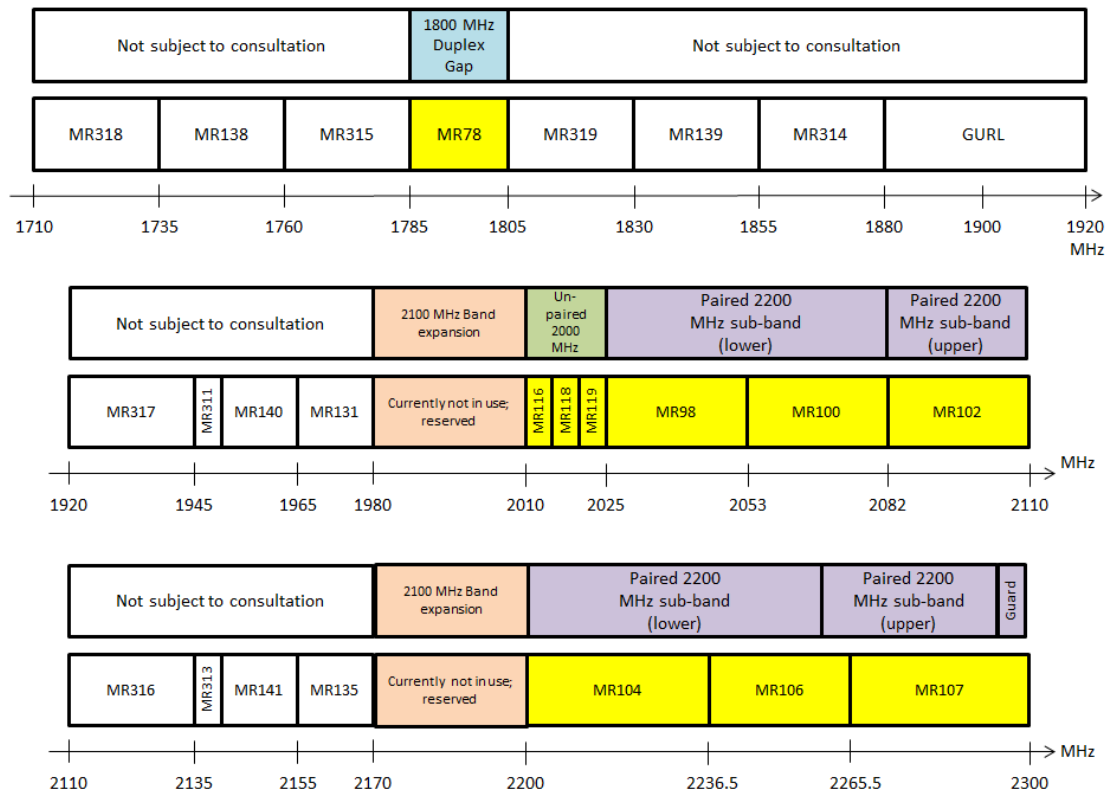 Not subject to consultation
1800 MHz
Duplex
Gap
Not subject to consultation
MR318
MR138
MR315
MR78
MR319
MR139
MR314
GURL
1710
1735
1760
1785
1805
1830
1855
1880
1900
1920
MHz
Not subject to consultation
2100 MHz Band
expansion
Un-
paired
2000
MHz
Paired 2200
MHz sub-band
(lower)
Paired 2200
MHz sub-band
(upper)
MR317
MR311
MR140
MR131
Currently not in use;
reserved
MR116
MR118
MR119
MR98
MR100
MR102
MHz
1920
1945
1965
1980
2010
2025
2053
2082
2110
Not subject to consultation
2100 MHz Band
expansion
Paired 2200
MHz sub-band
(lower)
Paired 2200
MHz sub-band
(upper)
Guard
MR316
MR313
MR141
MR135
Currently not in use;
reserved
MR104
MR106
MR107
MHz
2110
2135
2155
2170
2200
2236.5
2265.5
2300